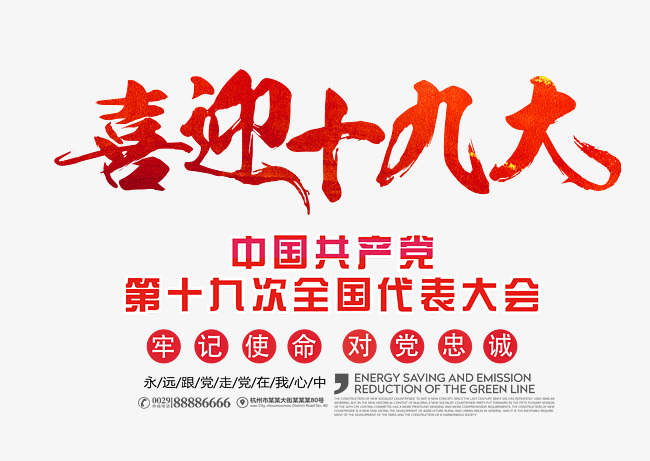 喜迎十九大
中国共产党
第十九次全国代表大会
牢记使命 对党忠诚
永/远/跟/党/走/党/在/我/心/中
0029 88886666
杭州市某某大街某某某80号
ENERGY SAVING AND EMISSION
REDUCTION OF THE GREEN LINE